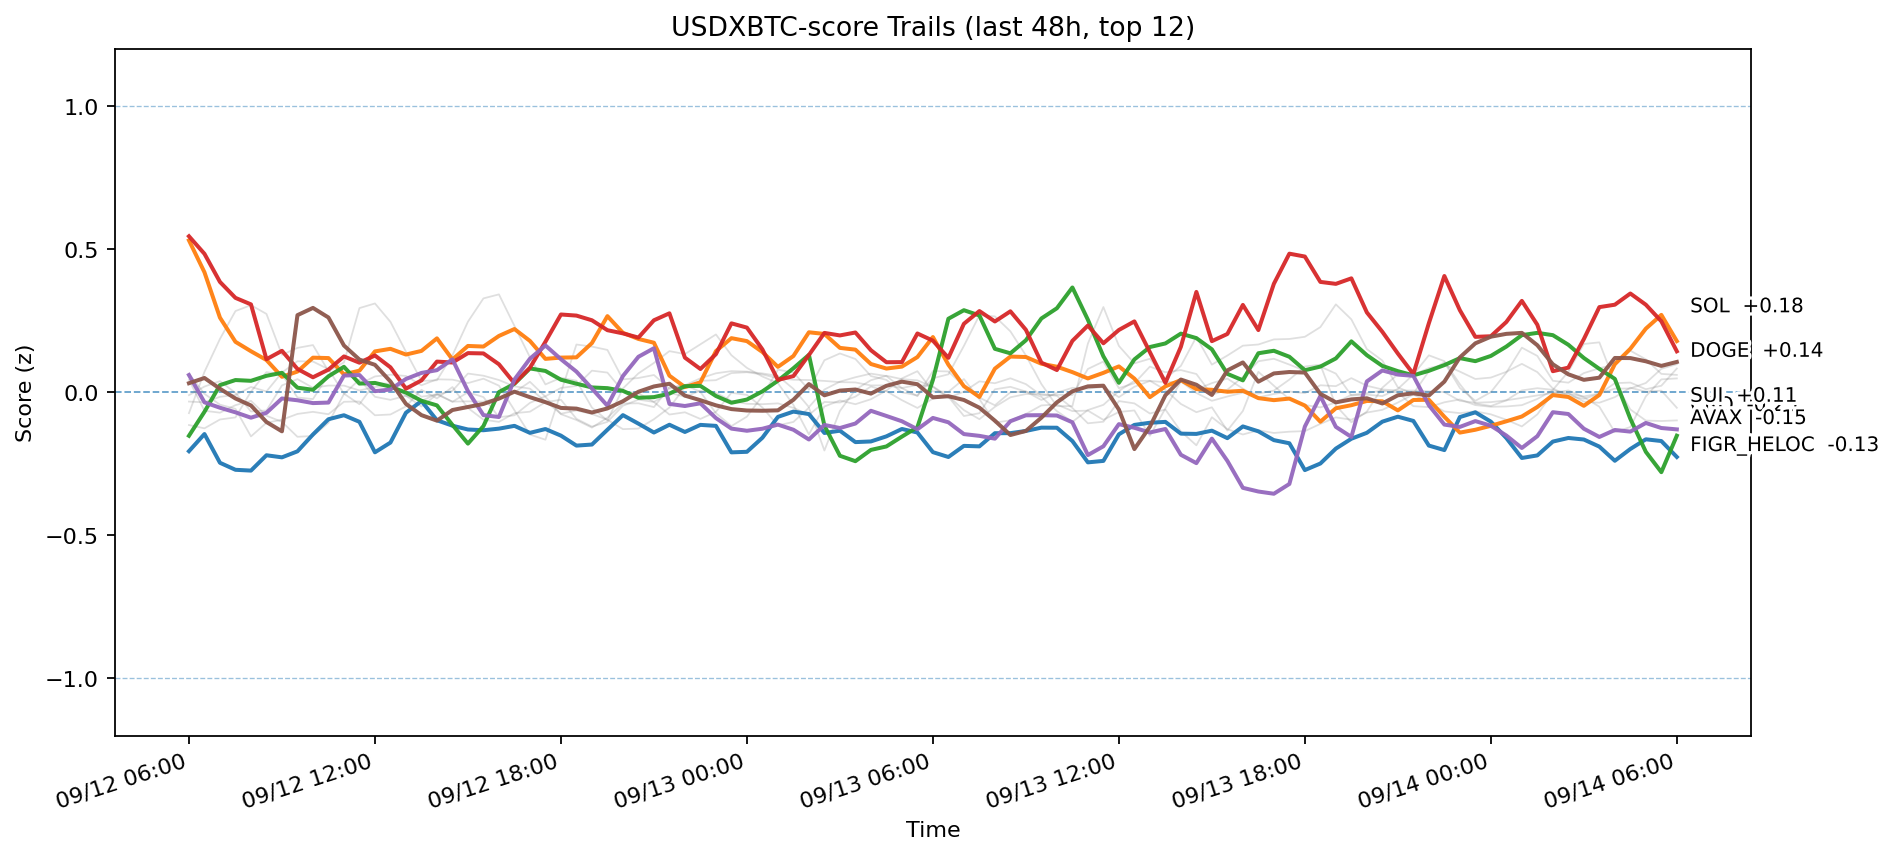 USDXBTC-score Trails (last 48h, top 12)
Score (z)
1.0
0.5
0.0
−0.5
−1.0
SOL +0.18
DOGE +0.14
SUI +0.11
AVAX -0.15
FIGR_HELOC -0.13
09/12 06:00
09/12 12:00
09/12 18:00
09/13 00:00
09/13 06:00
09/13 12:00
09/13 18:00
09/14 00:00
09/14 06:00
Time